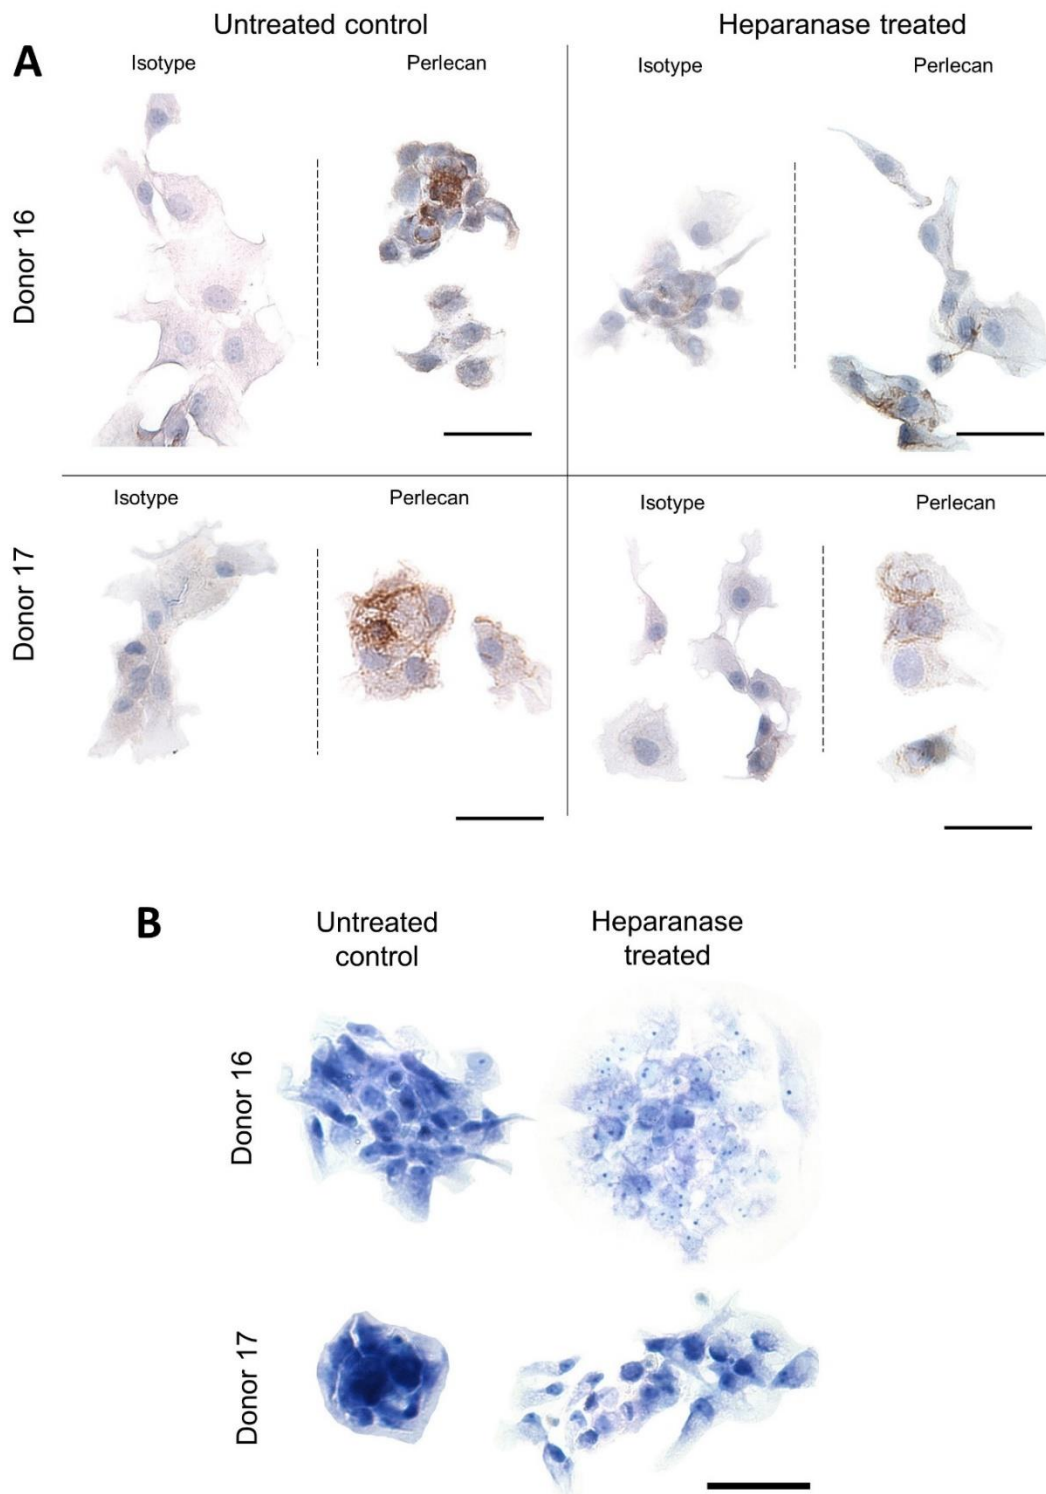 Untreated control
Heparanase treated
A
Isotype
Perlecan
Isotype
Perlecan
Donor 16
Isotype
Perlecan
Isotype
Perlecan
Donor 17
B
Untreated
control
Heparanase
treated
Donor 16
Donor 17